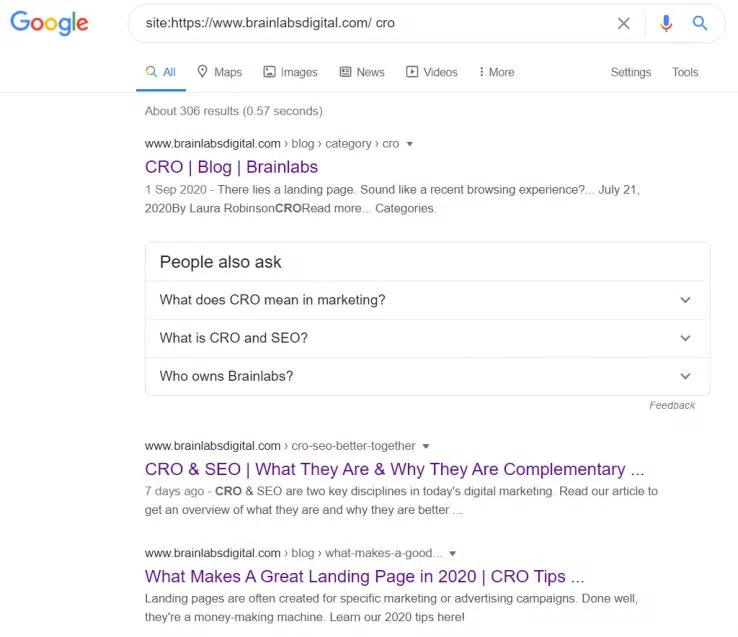 Google
site:https://www.brainlabsdigital.com/ cro
All Maps Images News Videos More Settings Tools
About 306 results (0.57 seconds)
www.brainlabsdigital.com › blog › category › cro
CRO | Blog | Brainlabs
1 Sep 2020 - There lies a landing page. Sound like a recent browsing experience?... July 21,
2020By Laura RobinsonCRORead more... Categories.
People also ask
What does CRO mean in marketing?
What is CRO and SEO?
Who owns Brainlabs?
Feedback
www.brainlabsdigital.com › cro-seo-better-together
CRO & SEO | What They Are & Why They Are Complementary ...
7 days ago - CRO & SEO are two key disciplines in today's digital marketing. Read our article to
get an overview of what they are and why they are better ...
www.brainlabsdigital.com › blog › what-makes-a-good...
What Makes A Great Landing Page in 2020 | CRO Tips ...
Landing pages are often created for specific marketing or advertising campaigns. Done well,
they're a money-making machine. Learn our 2020 tips here!